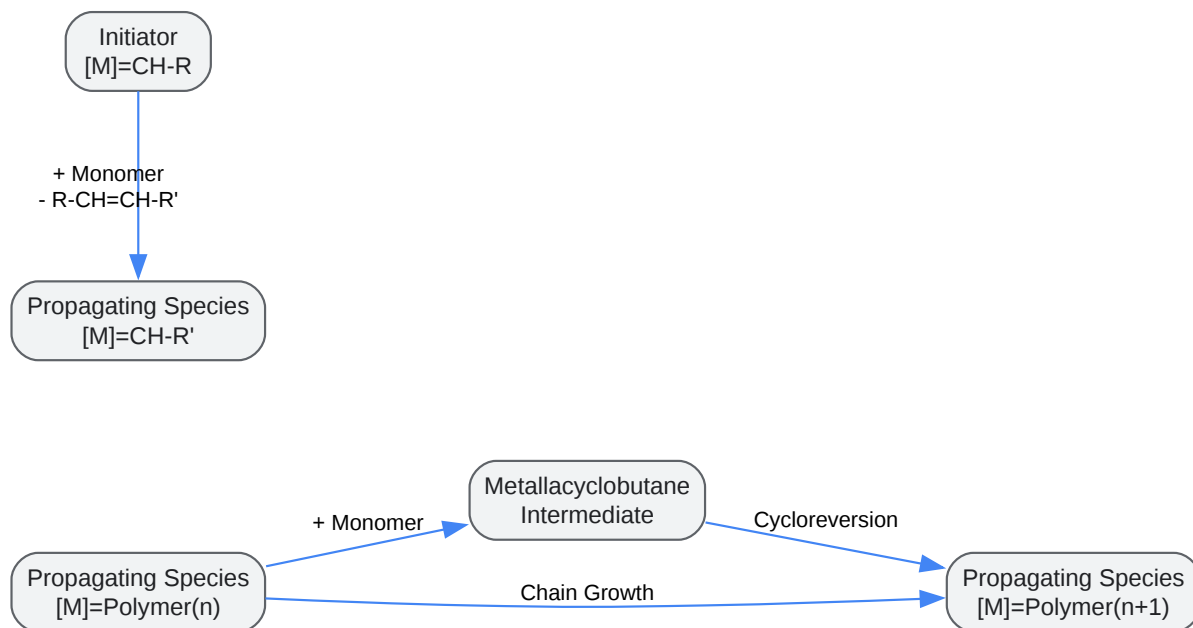 Initiator
[M]=CH-R
+ Monomer
- R-CH=CH-R'
Propagating Species
[M]=CH-R'
Metallacyclobutane
Intermediate
+ Monomer
Cycloreversion
Propagating Species
[M]=Polymer(n)
Chain Growth
Propagating Species
[M]=Polymer(n+1)